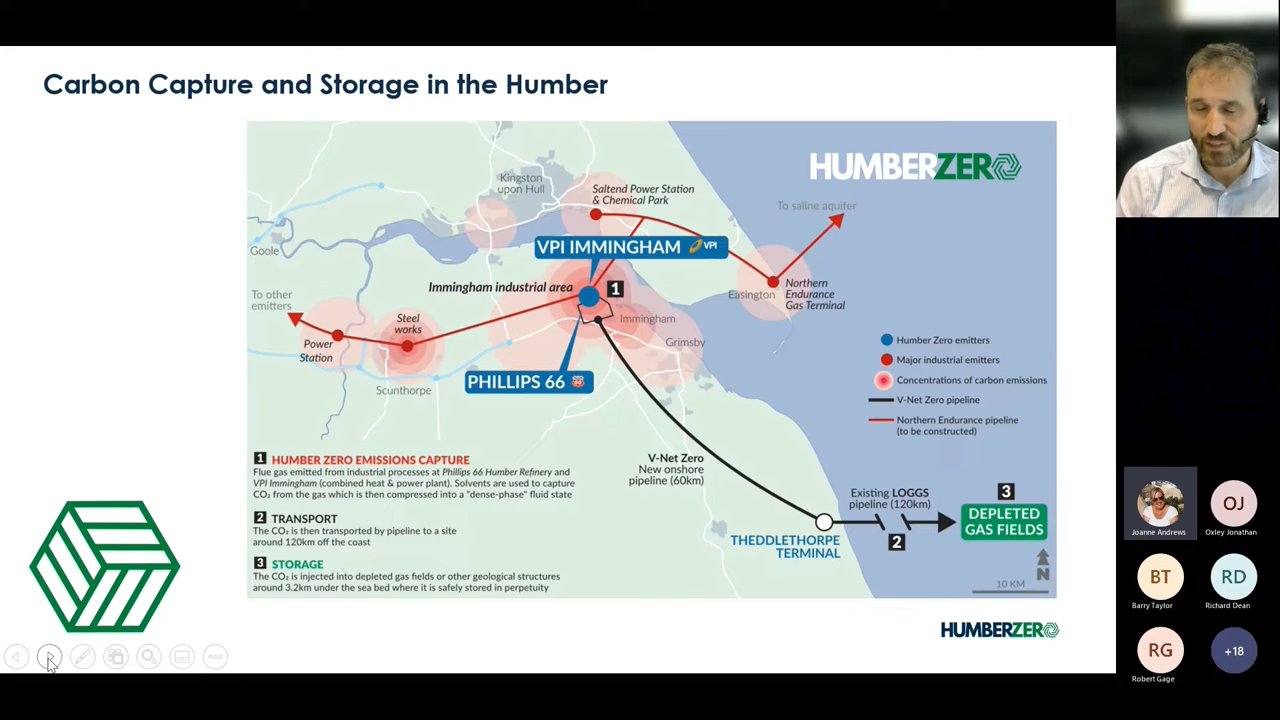 Carbon Capture and Storage in the Humber
HUMBERZERO
Kingston
upon Hull
Saltend Power Station
& Chemical Park
To saline aquifer
VPI IMMINGHAM VPI
Goole
Immingham industrial area
1
Easington
Northern
Endurance
Gas Terminal
To other
emitters
Steel
works
Immingham
Power
Station
Grimsby
PHILLIPS 66 66
Scunthorpe
Humber Zero emitters
Major industrial emitters
Concentrations of carbon emissions
V-Net Zero pipeline
Northern Endurance pipeline
(to be constructed)
1 HUMBER ZERO EMISSIONS CAPTURE
Flue gas emitted from industrial processes at Phillips 66 Humber Refinery and
VPI Immingham (combined heat & power plant). Solvents are used to capture
CO₂ from the gas which is then compressed into a "dense-phase" fluid state
2 TRANSPORT
The CO₂ is then transported by pipeline to a site
around 120km off the coast
3 STORAGE
The CO₂ is injected into depleted gas fields or other geological structures
around 3.2km under the sea bed where it is safely stored in perpetuity
V-Net Zero
New onshore
pipeline (60km)
Existing LOGGS
pipeline (120km)
2
3
DEPLETED
GAS FIELDS
THEDDLETHORPE
TERMINAL
N
10 KM
HUMBERZERO
Joanne Andrews
OJ
Oxley Jonathan
BT
Barry Taylor
RD
Richard Dean
RG
Robert Gage
+18